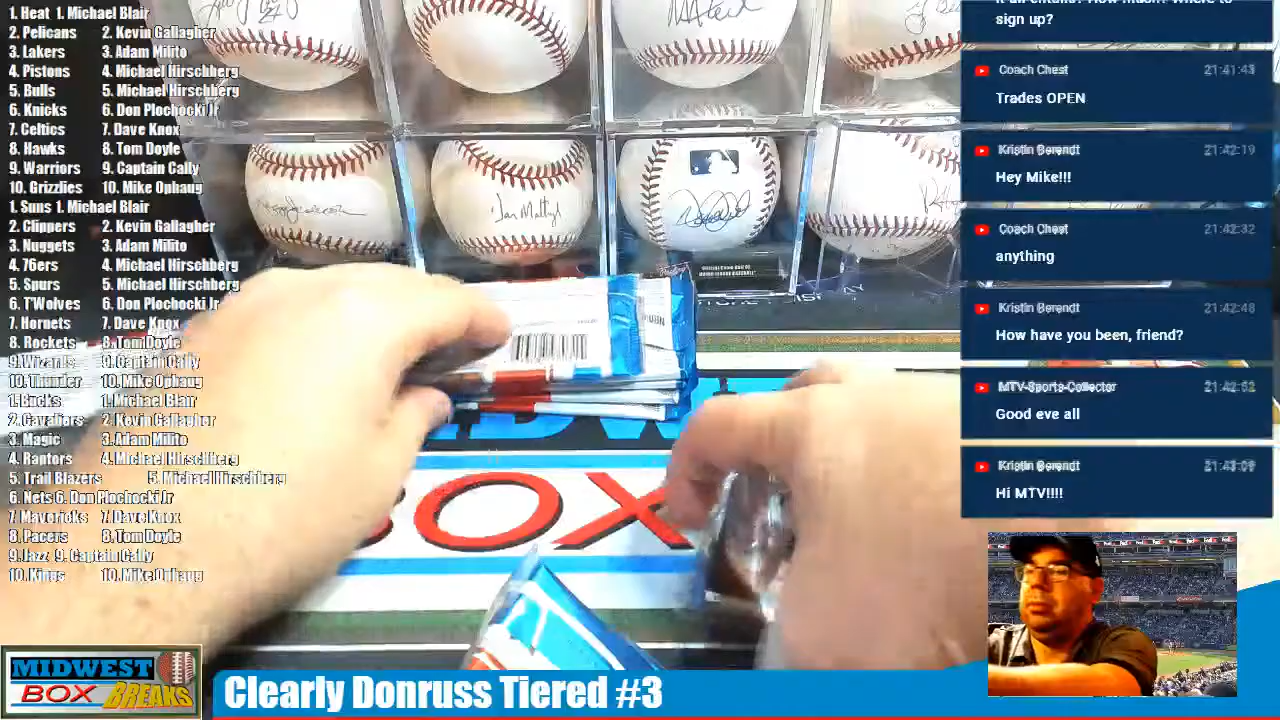 1. Heat 1. Michael Blair
2. Pelicans 2. Kevin Gallagher
3. Lakers 3. Adam Milito
4. Pistons 4. Michael Hirschberg
5. Bulls 5. Michael Hirschberg
6. Knicks 6. Don Plochocki Jr
7. Celtics 7. Dave Knox
8. Hawks 8. Tom Doyle
9. Warriors 9. Captain Cally
10. Grizzlies 10. Mike Ophaug
1. Suns 1. Michael Blair
2. Clippers 2. Kevin Gallagher
3. Nuggets 3. Adam Milito
4. 76ers 4. Michael Hirschberg
5. Spurs 5. Michael Hirschberg
6. T'Wolves 6. Don Plochocki Jr
7. Hornets 7. Dave Knox
8. Rockets 8. Tom Doyle
9. Wizards 9. Captain Cally
10. Thunder 10. Mike Ophaug
1. Bucks 1. Michael Blair
2. Cavaliers 2. Kevin Gallagher
3. Magic 3. Adam Milito
4. Raptors 4. Michael Hirschberg
5. Trail Blazers 5. Michael Hirschberg
6. Nets 6. Don Plochocki Jr
7. Mavericks 7. Dave Knox
8. Pacers 8. Tom Doyle
9. Jazz 9. Captain Cally
10. Kings 10. Mike Ophaug
Don Mattingly
BOX
MIDWEST
BOX BREAKS
Clearly Donruss Tiered #3
sign up?
Coach Chest 21:41:43
Trades OPEN
Kristin Berendt 21:42:19
Hey Mike!!!
Coach Chest 21:42:32
anything
Kristin Berendt 21:42:48
How have you been, friend?
MTV-Sports-Collector 21:42:52
Good eve all
Kristin Berendt 21:43:09
Hi MTV!!!!